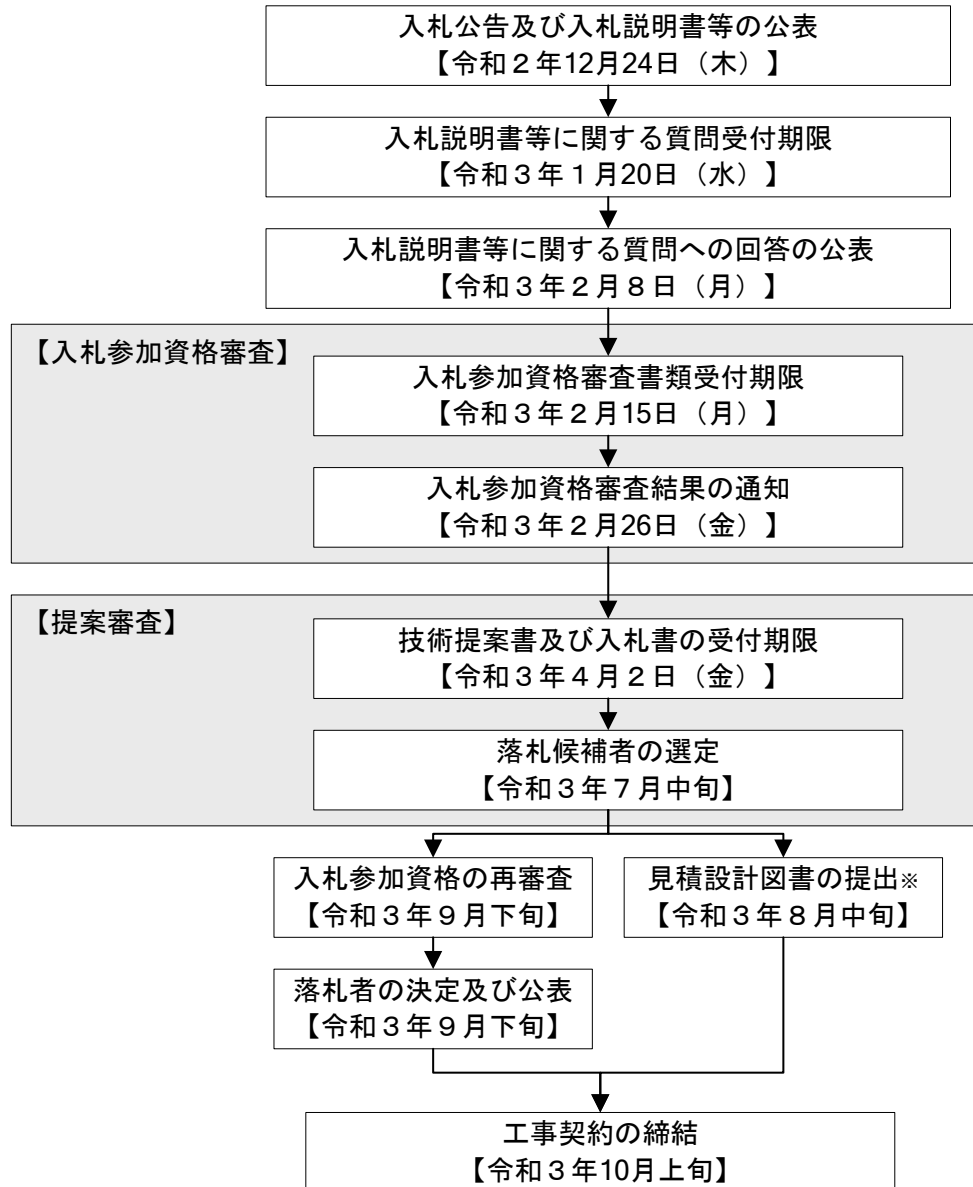 入札公告及び入札説明書等の公表
【令和２年12月24日（木）】
入札説明書等に関する質問受付期限
【令和３年１月20日（水）】
入札説明書等に関する質問への回答の公表
【令和３年２月８日（月）】
【入札参加資格審査】
入札参加資格審査書類受付期限
【令和３年２月15日（月）】
入札参加資格審査結果の通知
【令和３年２月26日（金）】
【提案審査】
技術提案書及び入札書の受付期限
【令和３年４月２日（金）】
落札候補者の選定
【令和３年７月中旬】
入札参加資格の再審査
【令和３年９月下旬】
見積設計図書の提出※
【令和３年８月中旬】
落札者の決定及び公表
【令和３年９月下旬】
工事契約の締結
【令和３年10月上旬】